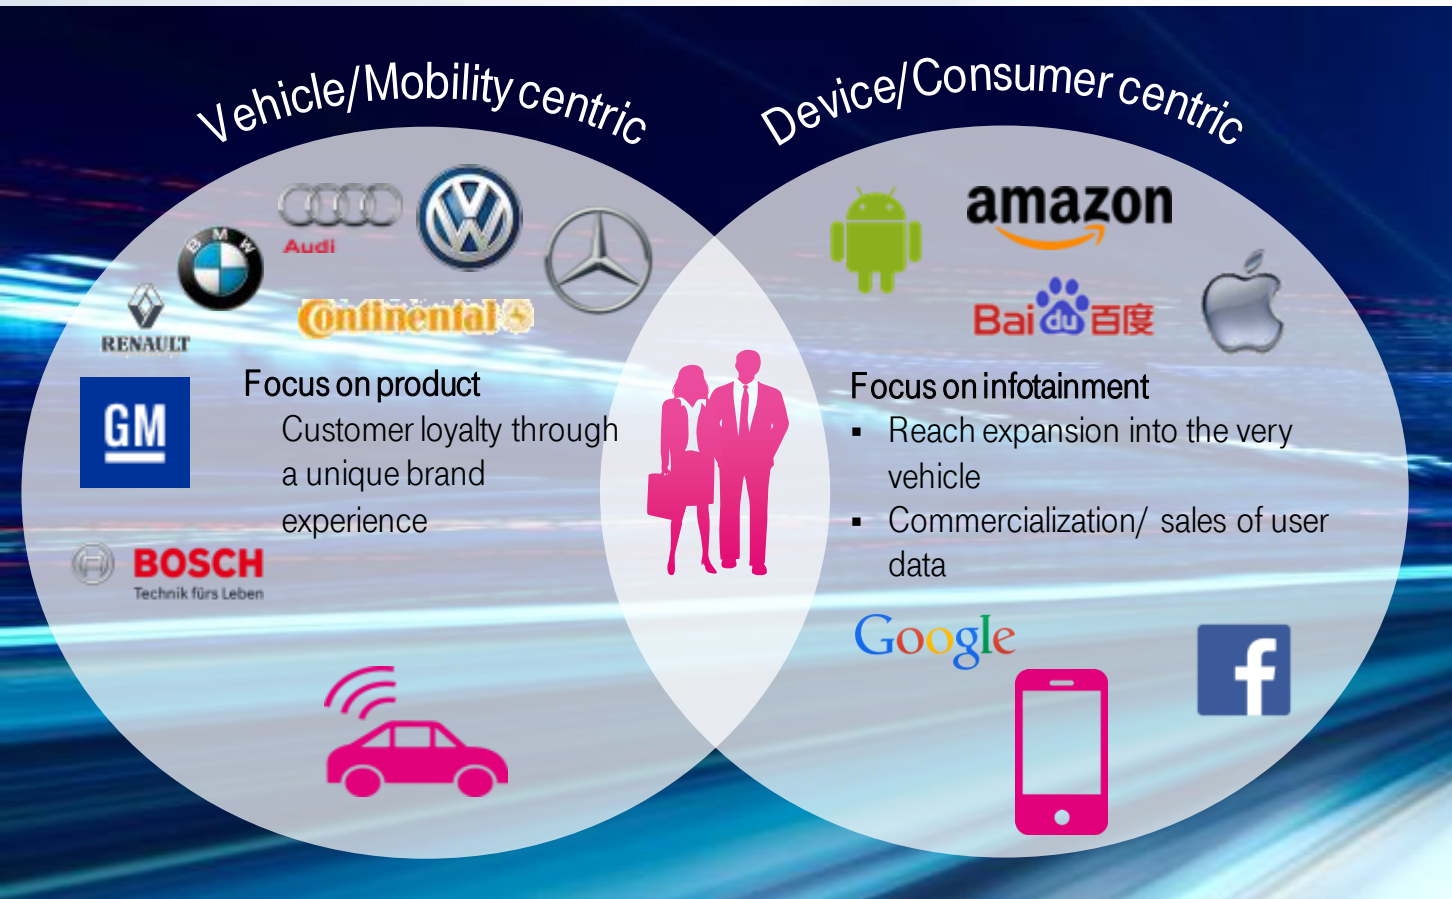 Vehicle/Mobility centric
Device/Consumer centric
Audi
BMW
RENAULT
Continental
GM
Focus on product
Customer loyalty through
a unique brand
experience
BOSCH
Technik fürs Leben
amazon
Bai du 百度
Focus on infotainment
▪ Reach expansion into the very
vehicle
▪ Commercialization/ sales of user
data
Google
f